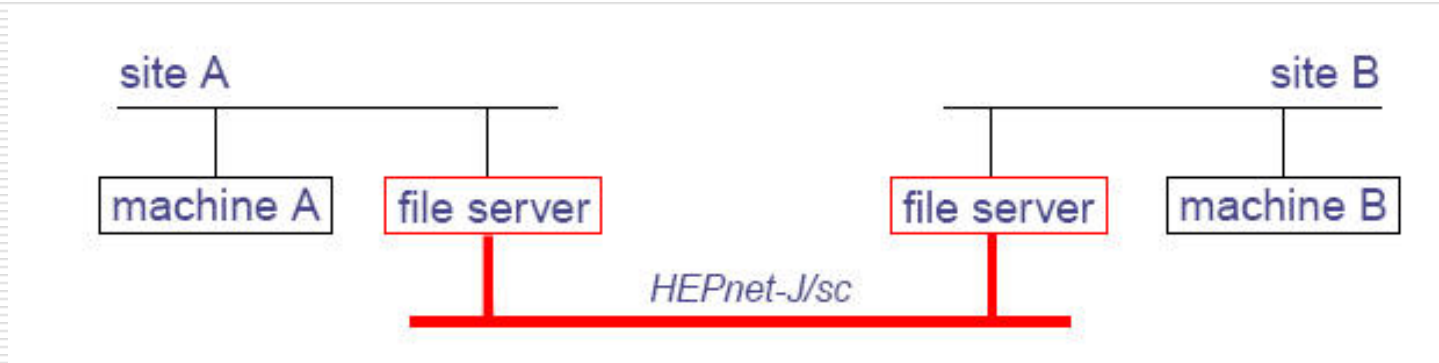 site A
site B
machine A
file server
file server
machine B
HEPnet-J/sc